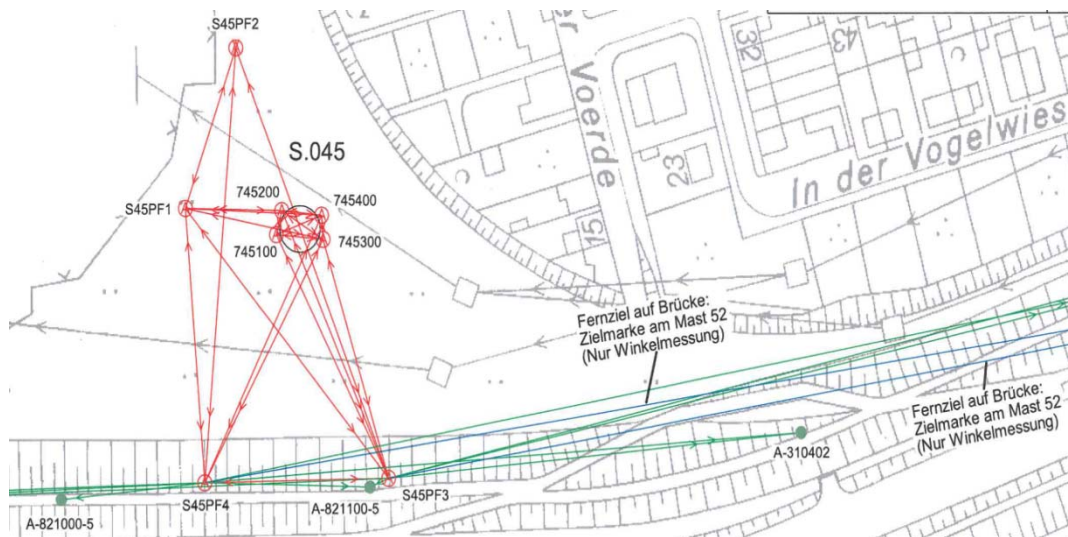 S45PF2
S.045
745200
745400
S45PF1
745100
745300
32
43
Voerde
23
15
In der Vogelwies
Fernziel auf Brücke:
Zielmarke am Mast 52
(Nur Winkelmessung)
Fernziel auf Brücke:
Zielmarke am Mast 52
(Nur Winkelmessung)
A-310402
S45PF4
S45PF3
A-821000-5
A-821100-5